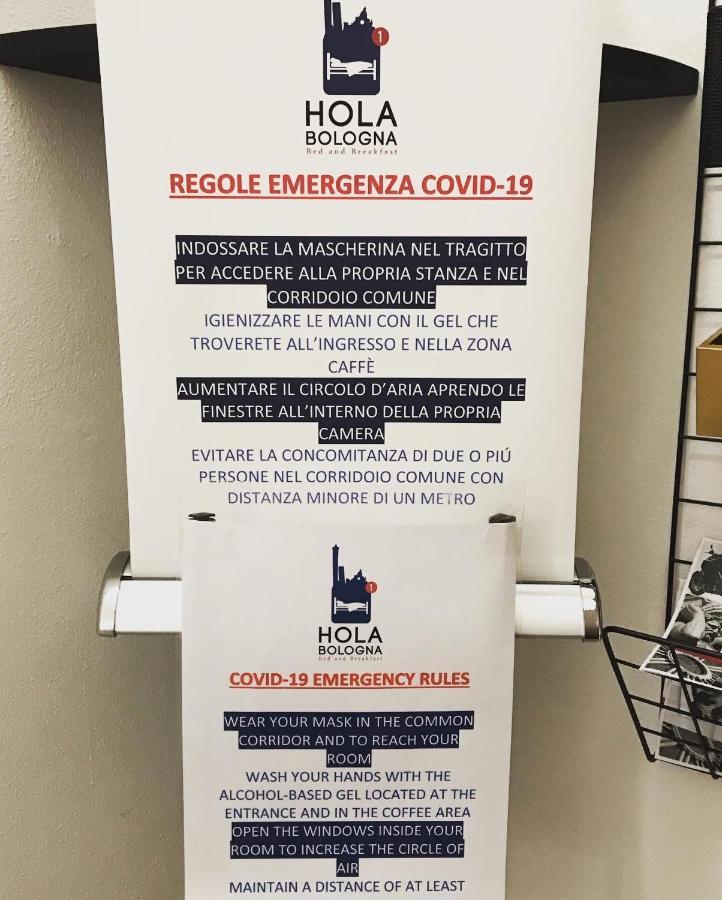 1
HOLA
BOLOGNA
Bed and Breakfast
REGOLE EMERGENZA COVID-19
INDOSSARE LA MASCHERINA NEL TRAGITTO
PER ACCEDERE ALLA PROPRIA STANZA E NEL
CORRIDOIO COMUNE
IGIENIZZARE LE MANI CON IL GEL CHE
TROVERETE ALL'INGRESSO E NELLA ZONA
CAFFÈ
AUMENTARE IL CIRCOLO D'ARIA APRENDO LE
FINESTRE ALL'INTERNO DELLA PROPRIA
CAMERA
EVITARE LA CONCOMITANZA DI DUE O PIÚ
PERSONE NEL CORRIDOIO COMUNE CON
DISTANZA MINORE DI UN METRO
1
HOLA
BOLOGNA
Bed and Breakfast
COVID-19 EMERGENCY RULES
WEAR YOUR MASK IN THE COMMON
CORRIDOR AND TO REACH YOUR
ROOM
WASH YOUR HANDS WITH THE
ALCOHOL-BASED GEL LOCATED AT THE
ENTRANCE AND IN THE COFFEE AREA
OPEN THE WINDOWS INSIDE YOUR
ROOM TO INCREASE THE CIRCLE OF
AIR
MAINTAIN A DISTANCE OF AT LEAST